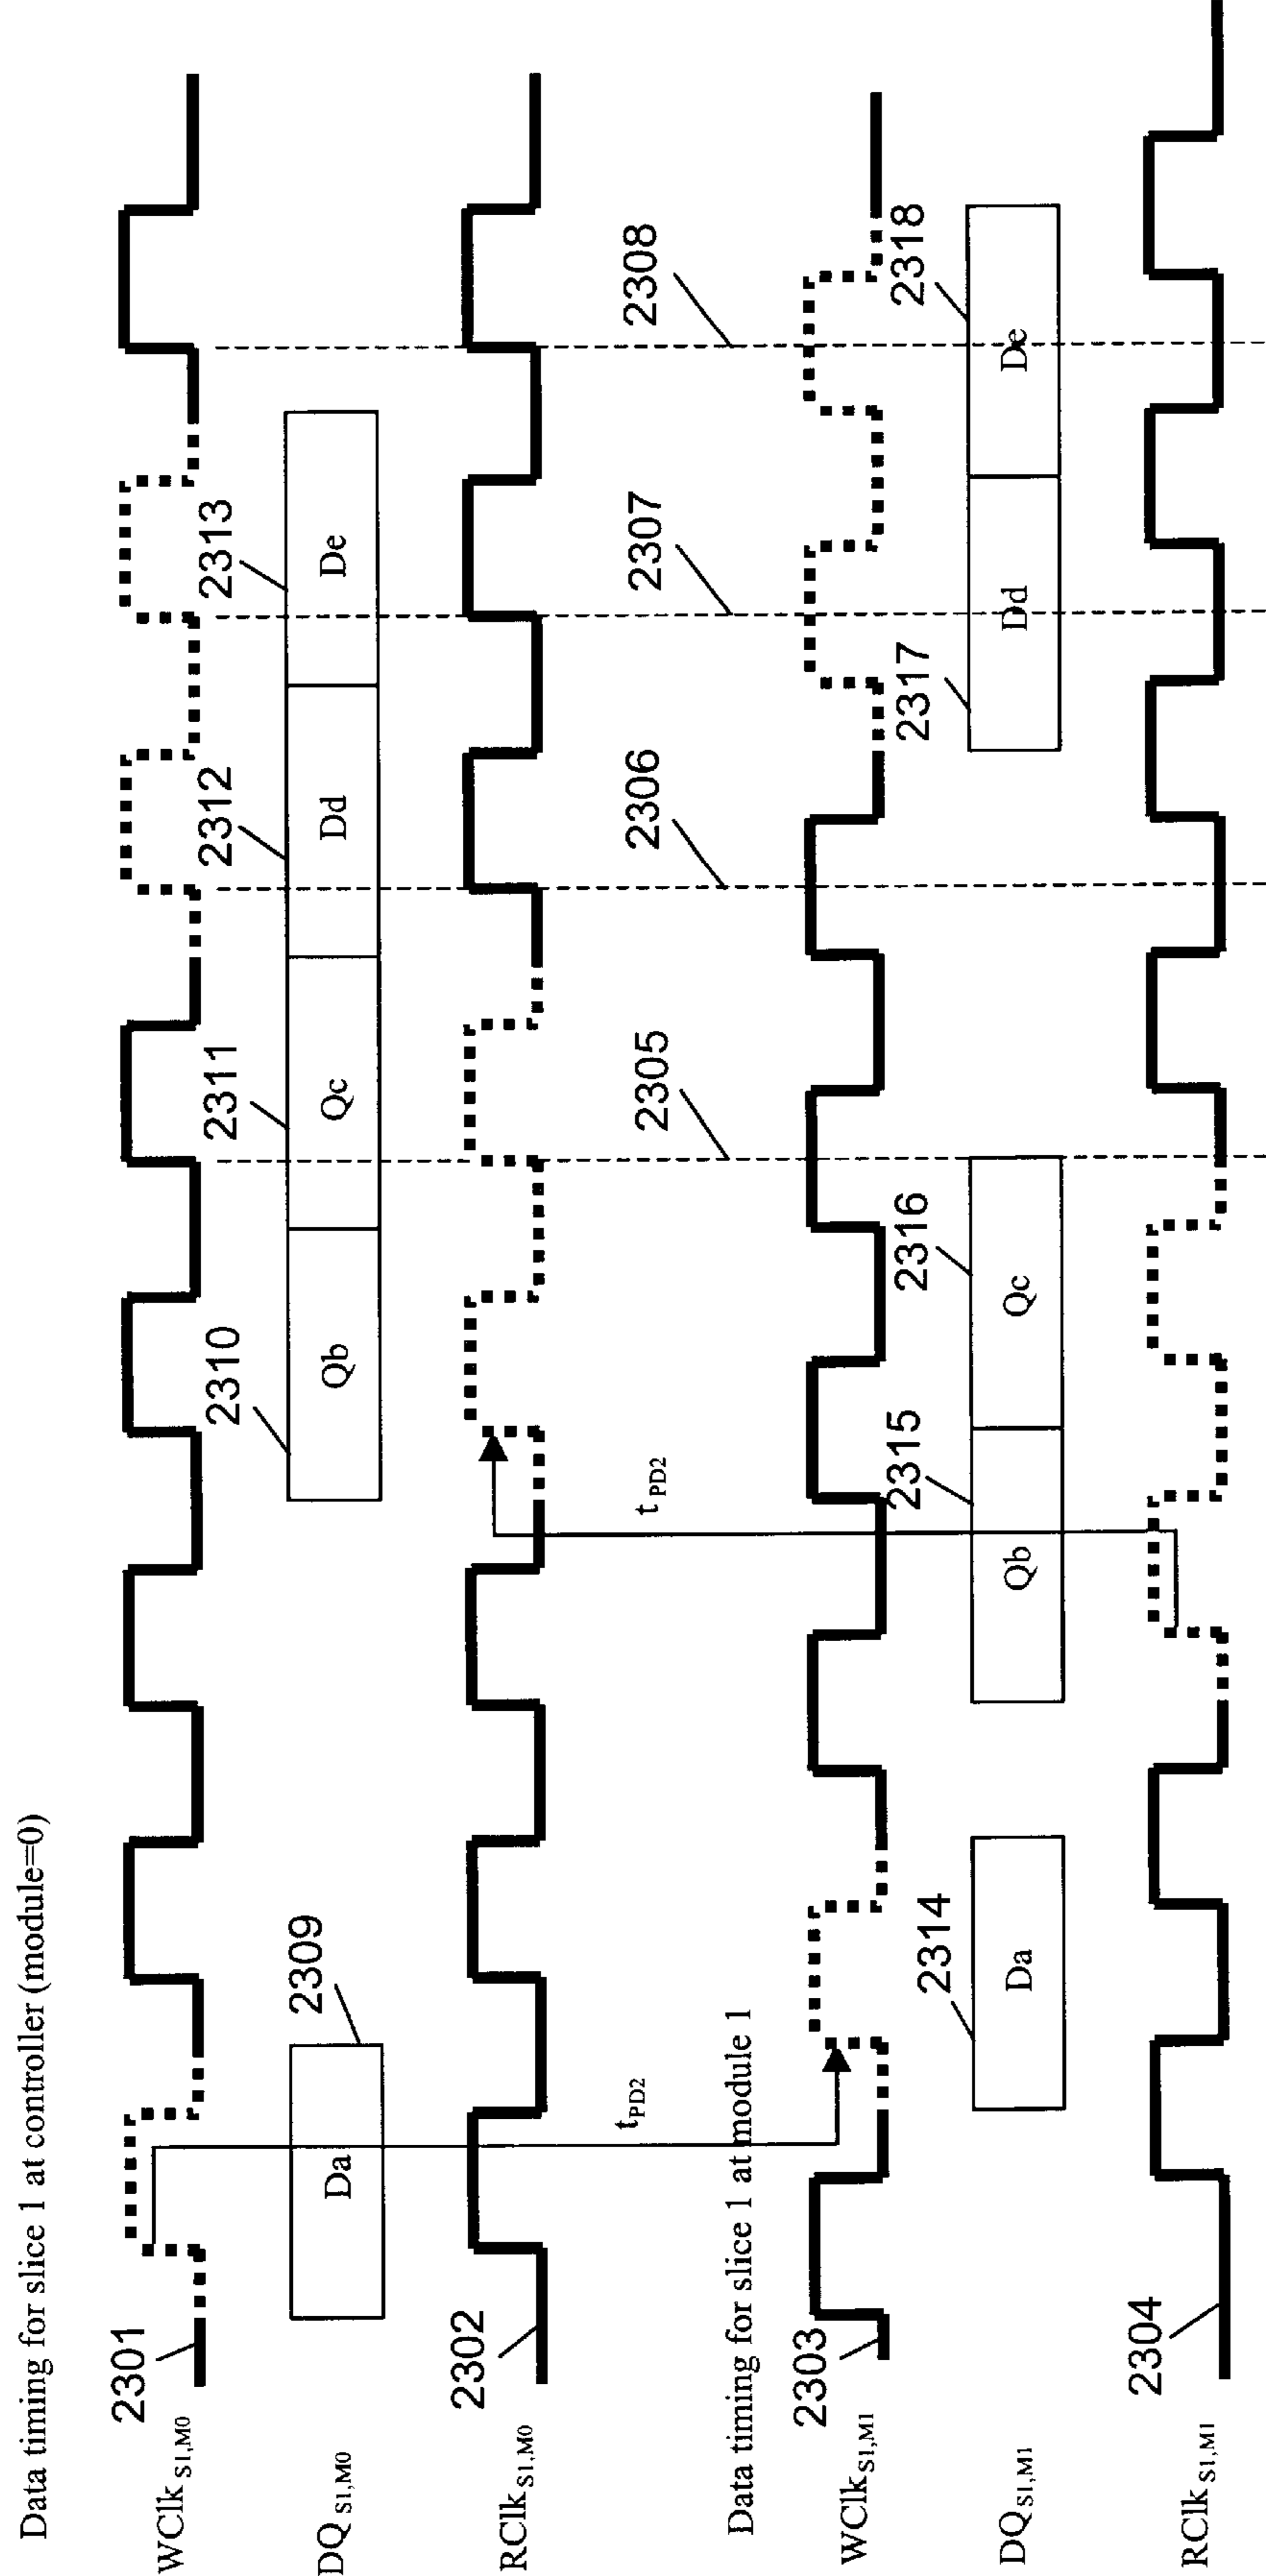 Data timing for slice 1 at controller (module=0)
WClk S1,M0
2301
DQ S1,M0
Da
2309
2310
Qb
2311
Qc
2312
Dd
2313
De
RClk S1,M0
2302
tPD2
tPD2
2305
2306
2307
2308
Data timing for slice 1 at module 1
WClk S1,M1
2303
DQ S1,M1
2314
Da
2315
Qb
2316
Qc
2317
Dd
2318
De
RClk S1,M1
2304